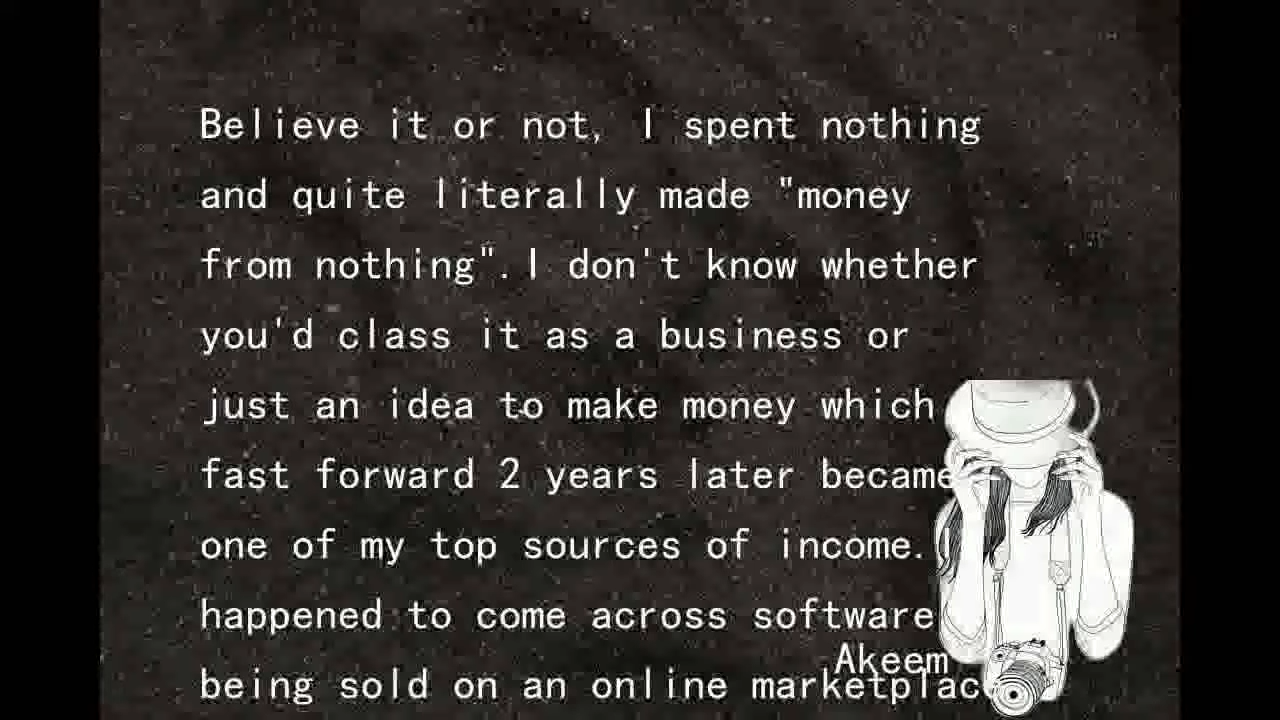 Believe it or not, I spent nothing
and quite literally made "money
from nothing".I don't know whether
you'd class it as a business or
just an idea to make money which
fast forward 2 years later became
one of my top sources of income.
happened to come across software
Akeem
being sold on an online marketplace